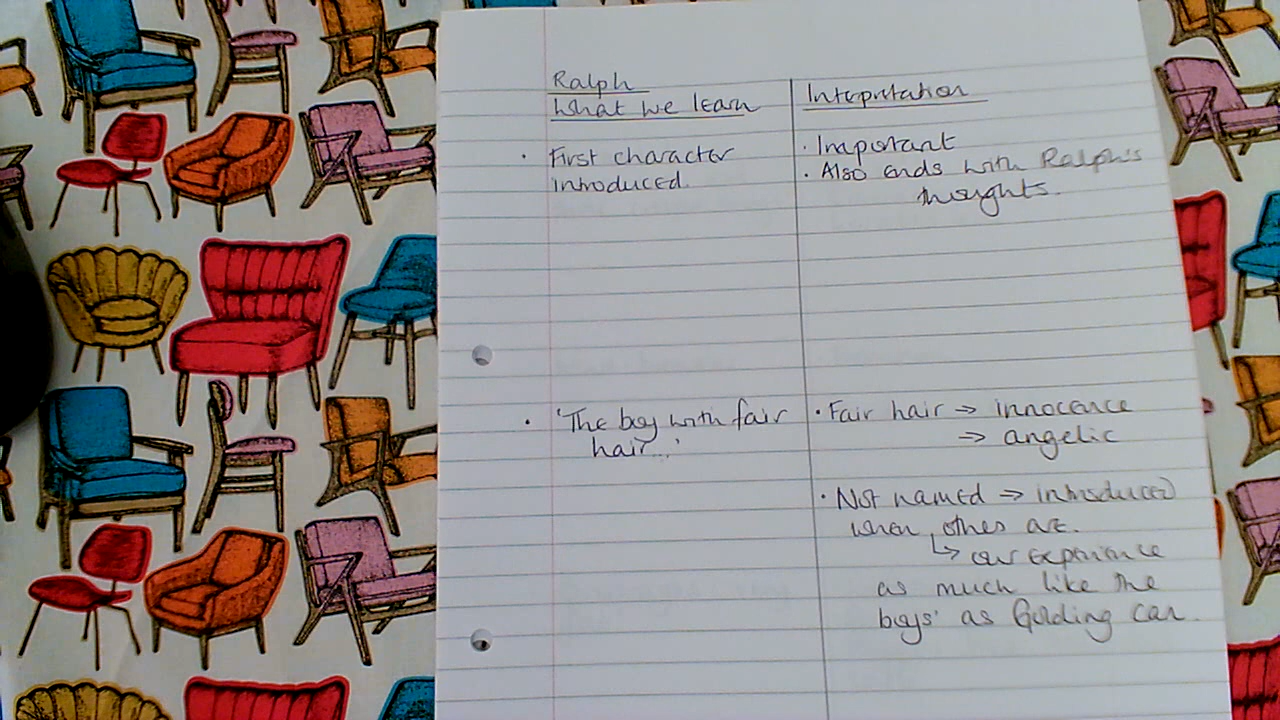 Ralph
What we learn
Interpretation
· First character
introduced.
· Important
· Also ends with Ralph's
thoughts.
· 'The boy with fair
hair...'
· Fair hair → innocence
→ angelic
· Not named → introduced
when others are.
↳ our experience
as much like the
boys' as Golding can.